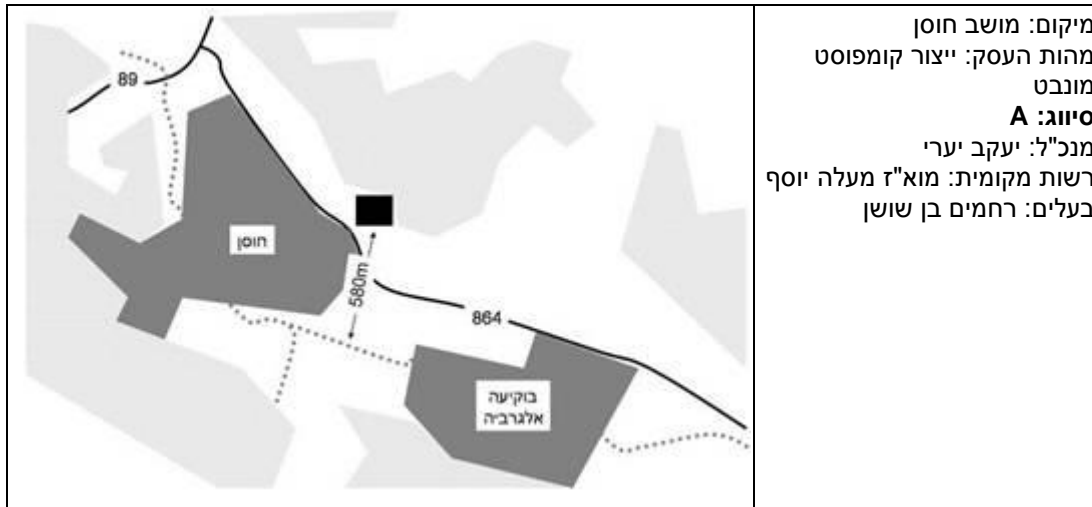 מיקום: מושב חוסן
מהות העסק: ייצור קומפוסט
מונבט
סיווג: A
מנכ"ל: יעקב יערי
רשות מקומית: מוא"ז מעלה יוסף
בעלים: רחמים בן שושן
89
חוסן
580m
864
בוקיעה
אלגרביה